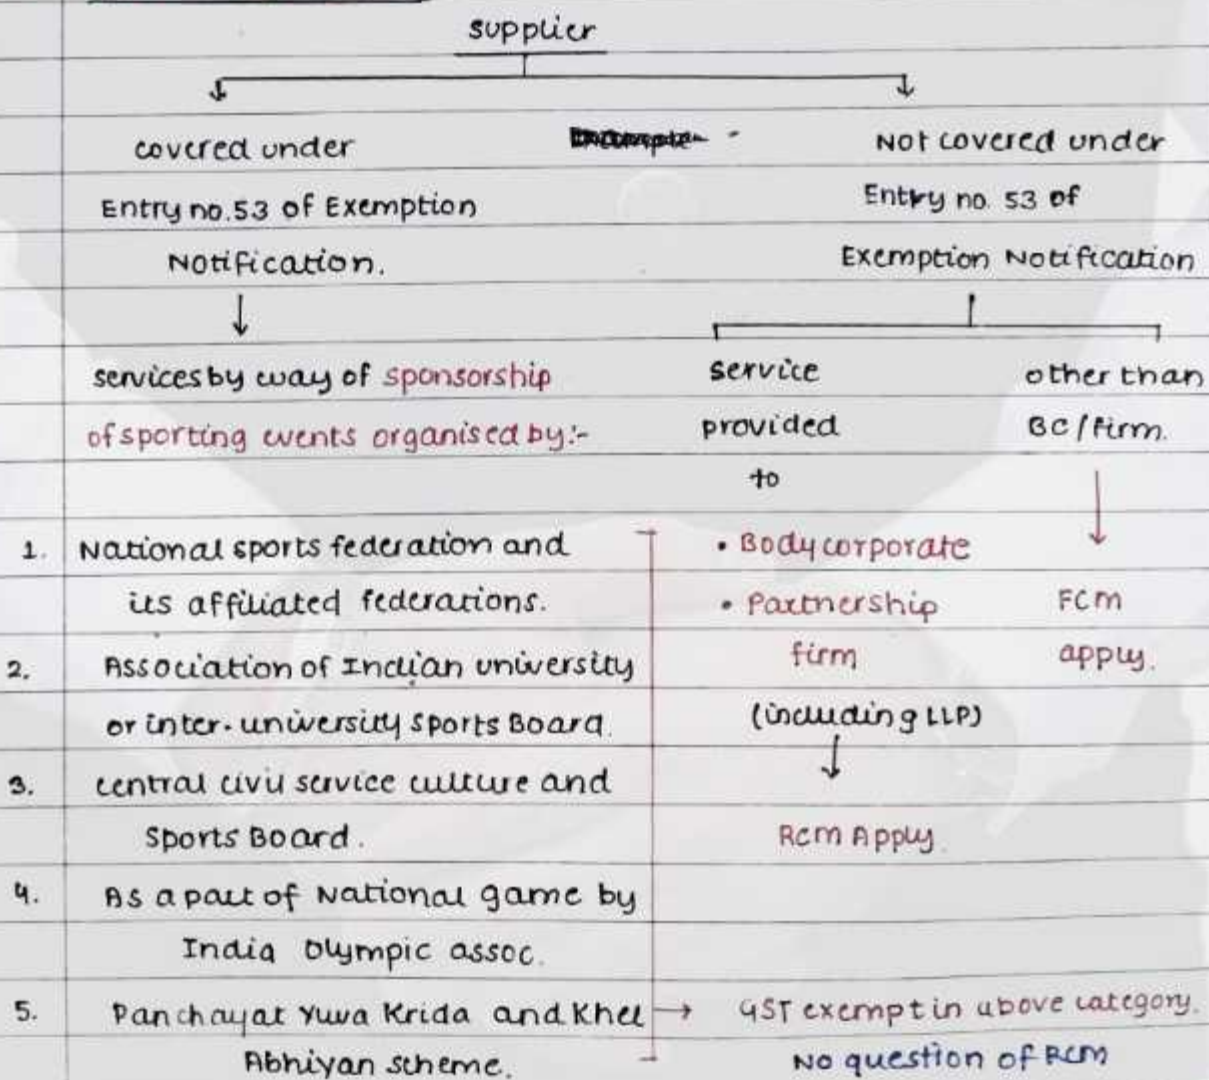 supplier
covered under
Not covered under
Entry no.53 of Exemption
Entry no. 53 of
Notification.
Exemption Notification
services by way of sponsorship
of sporting events organised by:-
service
provided
to
other than
BC/Firm.
1. National sports federation and
its affiliated federations.
2. Association of Indian university
or inter-university Sports Board.
3. central civil service culture and
Sports Board.
4. As a part of National game by
India Olympic assoc.
5. Panchayat Yuva Krida and Khel
Abhiyan scheme.
• Body corporate
• Partnership
firm
(including LLP)
RCM Apply
FCM
apply.
→ GST exempt in above category.
No question of RCM